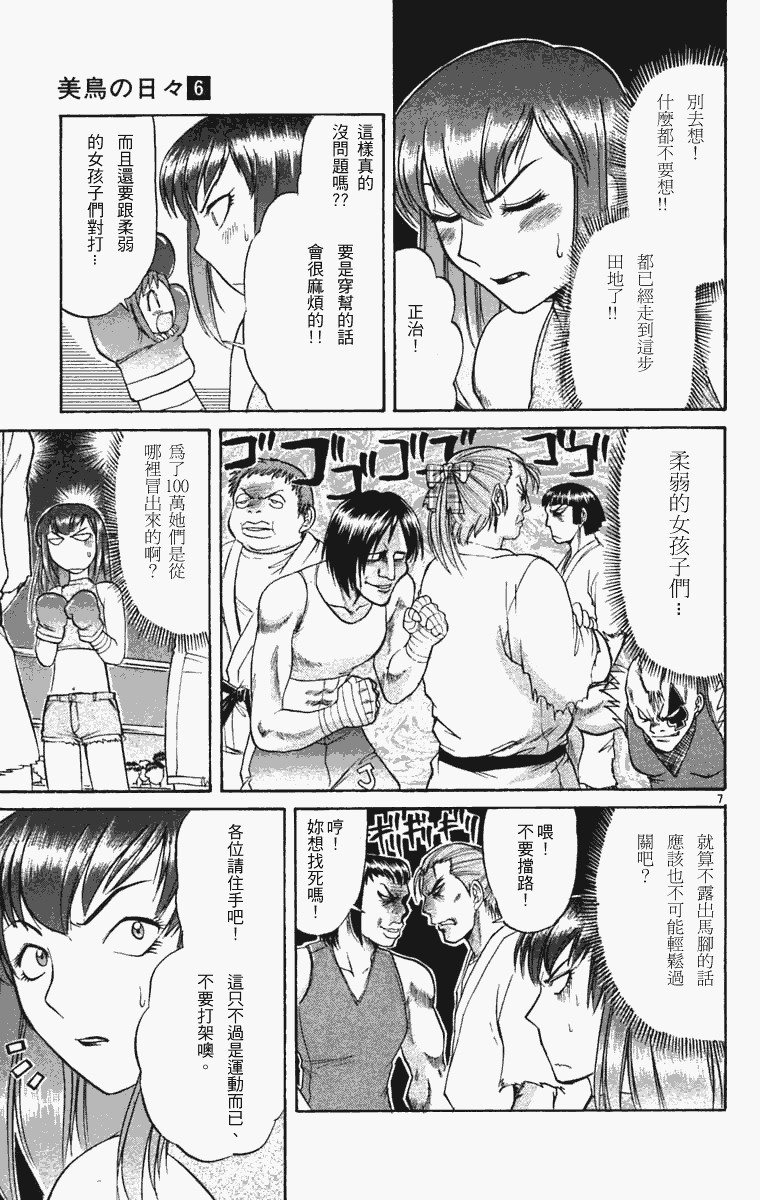 美鳥の日々6
別去想！
什麼都不要想!!
都已經走到這步
田地了!!
正治！
這樣真的
沒問題嗎??
要是穿幫的話
會很麻煩的!!
而且還要跟柔弱
的女孩子們對打…
柔弱的女孩子們…
ゴゴゴゴゴゴ
為了100萬她們是從
哪裡冒出來的啊？
J
7
就算不露出馬腳的話
應該也不可能輕鬆過
關吧？
喂！
不要擋路！
哼！
妳想找死嗎！
ギギギギ
各位請住手吧！
這只不過是運動而已、
不要打架噢。